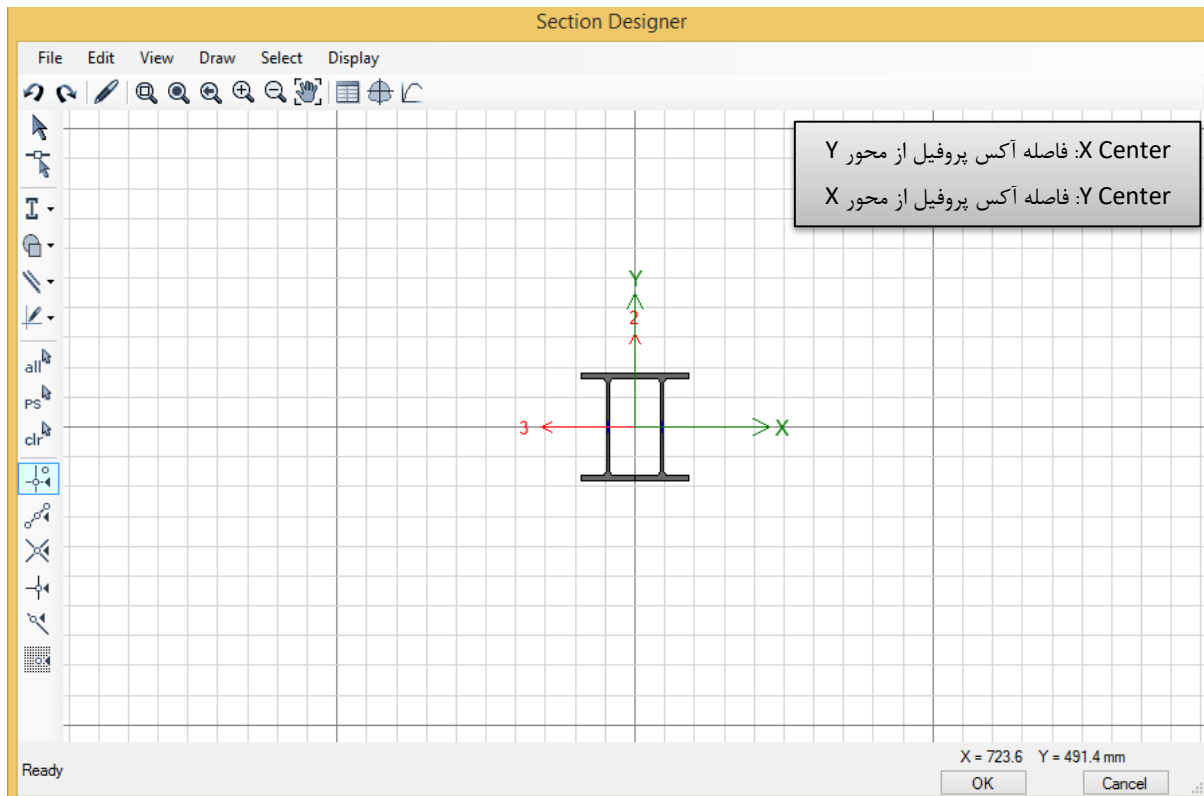 Section Designer
File Edit View Draw Select Display
X Center: فاصله آکس پروفیل از محور Y
Y Center: فاصله آکس پروفیل از محور X
all
PS
clr
Y
2
3
X
X = 723.6 Y = 491.4 mm
Ready
OK Cancel